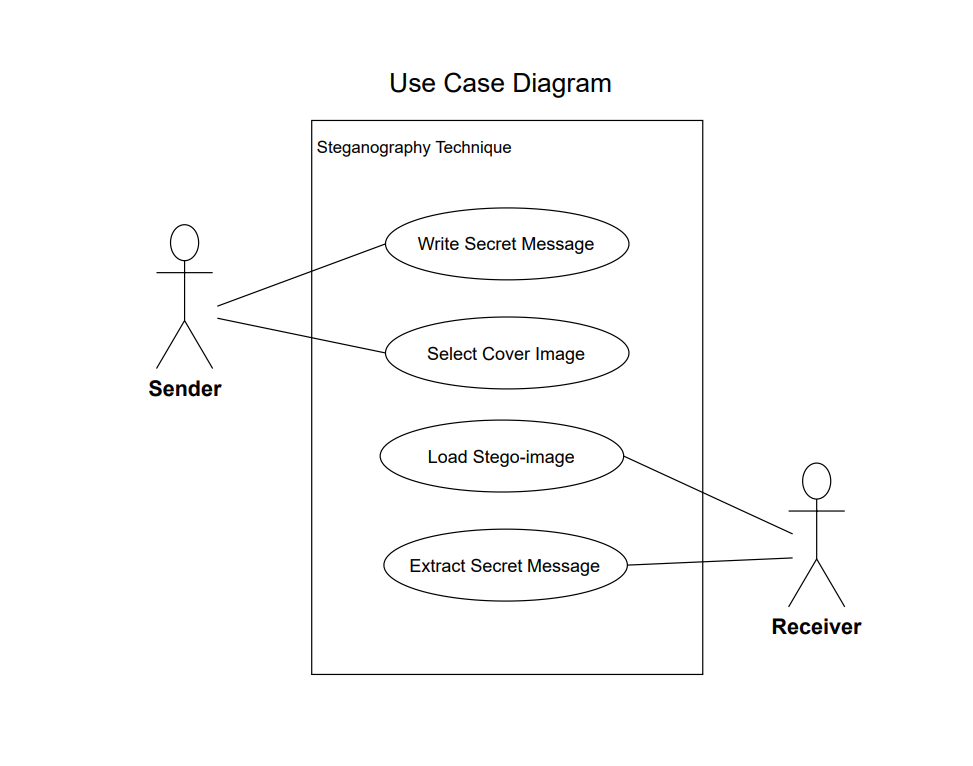 Use Case Diagram
Steganography Technique
Write Secret Message
Select Cover Image
Sender
Load Stego-image
Extract Secret Message
Receiver